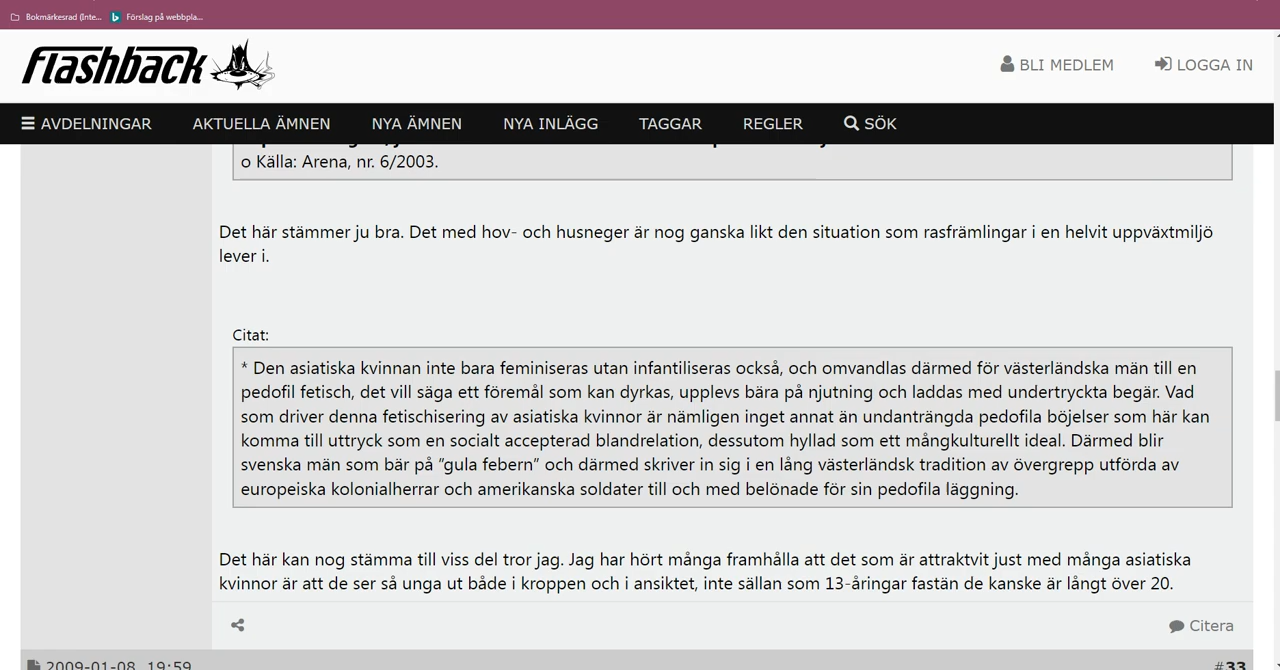 Bokmärkesrad (Inte...
Förslag på webbpla...
flashback
BLI MEDLEM
LOGGA IN
AVDELNINGAR
AKTUELLA ÄMNEN
NYA ÄMNEN
NYA INLÄGG
TAGGAR
REGLER
SÖK
o Källa: Arena, nr. 6/2003.
Det här stämmer ju bra. Det med hov- och husneger är nog ganska likt den situation som rasfrämlingar i en helvit uppväxtmiljö
lever i.
Citat:
* Den asiatiska kvinnan inte bara feminiseras utan infantiliseras också, och omvandlas därmed för västerländska män till en
pedofil fetisch, det vill säga ett föremål som kan dyrkas, upplevs bära på njutning och laddas med undertryckta begär. Vad
som driver denna fetischisering av asiatiska kvinnor är nämligen inget annat än undanträngda pedofila böjelser som här kan
komma till uttryck som en socialt accepterad blandrelation, dessutom hyllad som ett mångkulturellt ideal. Därmed blir
svenska män som bär på ”gula febern” och därmed skriver in sig i en lång västerländsk tradition av övergrepp utförda av
europeiska kolonialherrar och amerikanska soldater till och med belönade för sin pedofila läggning.
Det här kan nog stämma till viss del tror jag. Jag har hört många framhålla att det som är attraktvit just med många asiatiska
kvinnor är att de ser så unga ut både i kroppen och i ansiktet, inte sällan som 13-åringar fastän de kanske är långt över 20.
Citera
2009-01-08, 19:59
#33